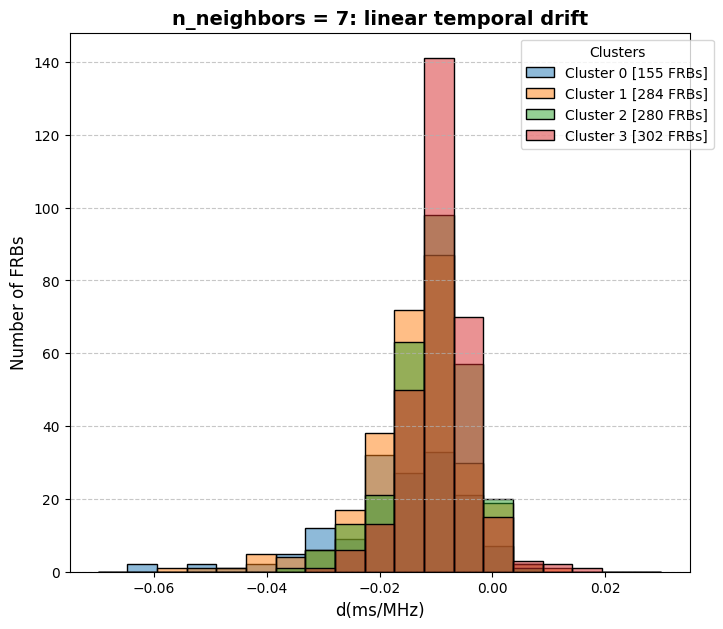 n_neighbors = 7: linear temporal drift
Clusters
Cluster 0 [155 FRBs]
Cluster 1 [284 FRBs]
Cluster 2 [280 FRBs]
Cluster 3 [302 FRBs]
Number of FRBs
140
120
100
80
60
40
20
0
−0.06 −0.04 −0.02 0.00 0.02
d(ms/MHz)